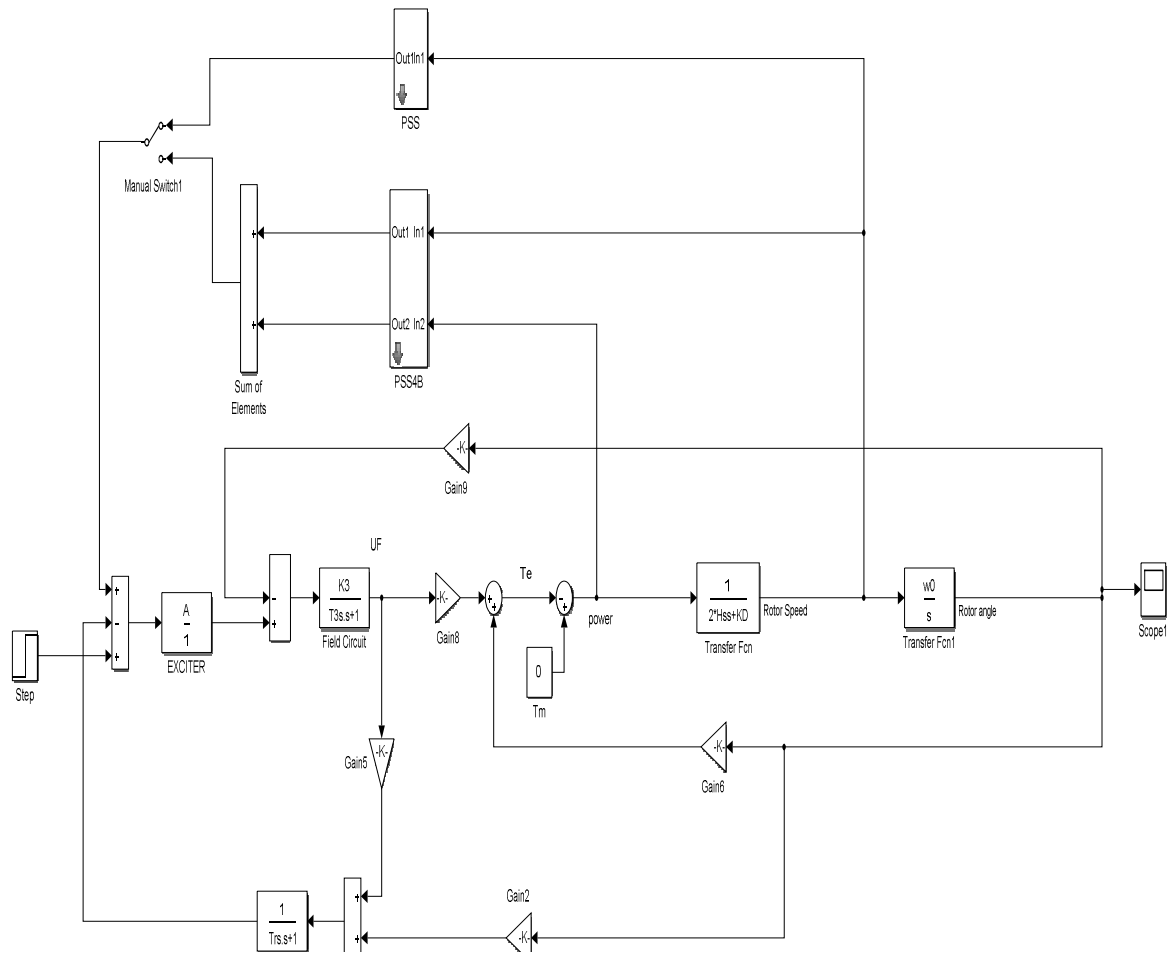 Out1 In1
PSS
Manual Switch1
+
Out1 In1
+
Out2 In2
Sum of
Elements
PSS4B
-K-
Gain9
UF
+
-
+
Step
A
1
EXCITER
-
+
K3
T3s.s+1
Field Circuit
-K-
Gain8
+
+
Te
-
+
power
0
Tm
1
2*Hss+KD
Transfer Fcn
Rotor Speed
w0
s
Transfer Fcn1
Rotor angle
Scope1
-K-
Gain5
-K-
Gain6
1
Trs.s+1
+
+
Gain2
-K-